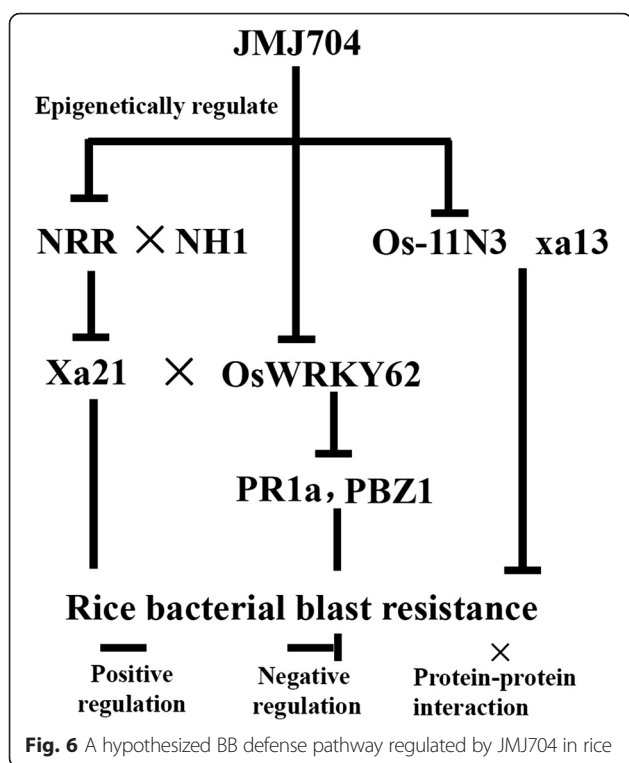 JMJ704
Epigenetically regulate
NRR × NH1
Os-11N3 xa13
Xa21 × OsWRKY62
PR1a, PBZ1
Rice bacterial blast resistance
Positive
regulation
Negative
regulation
×
Protein-protein
interaction
Fig. 6 A hypothesized BB defense pathway regulated by JMJ704 in rice